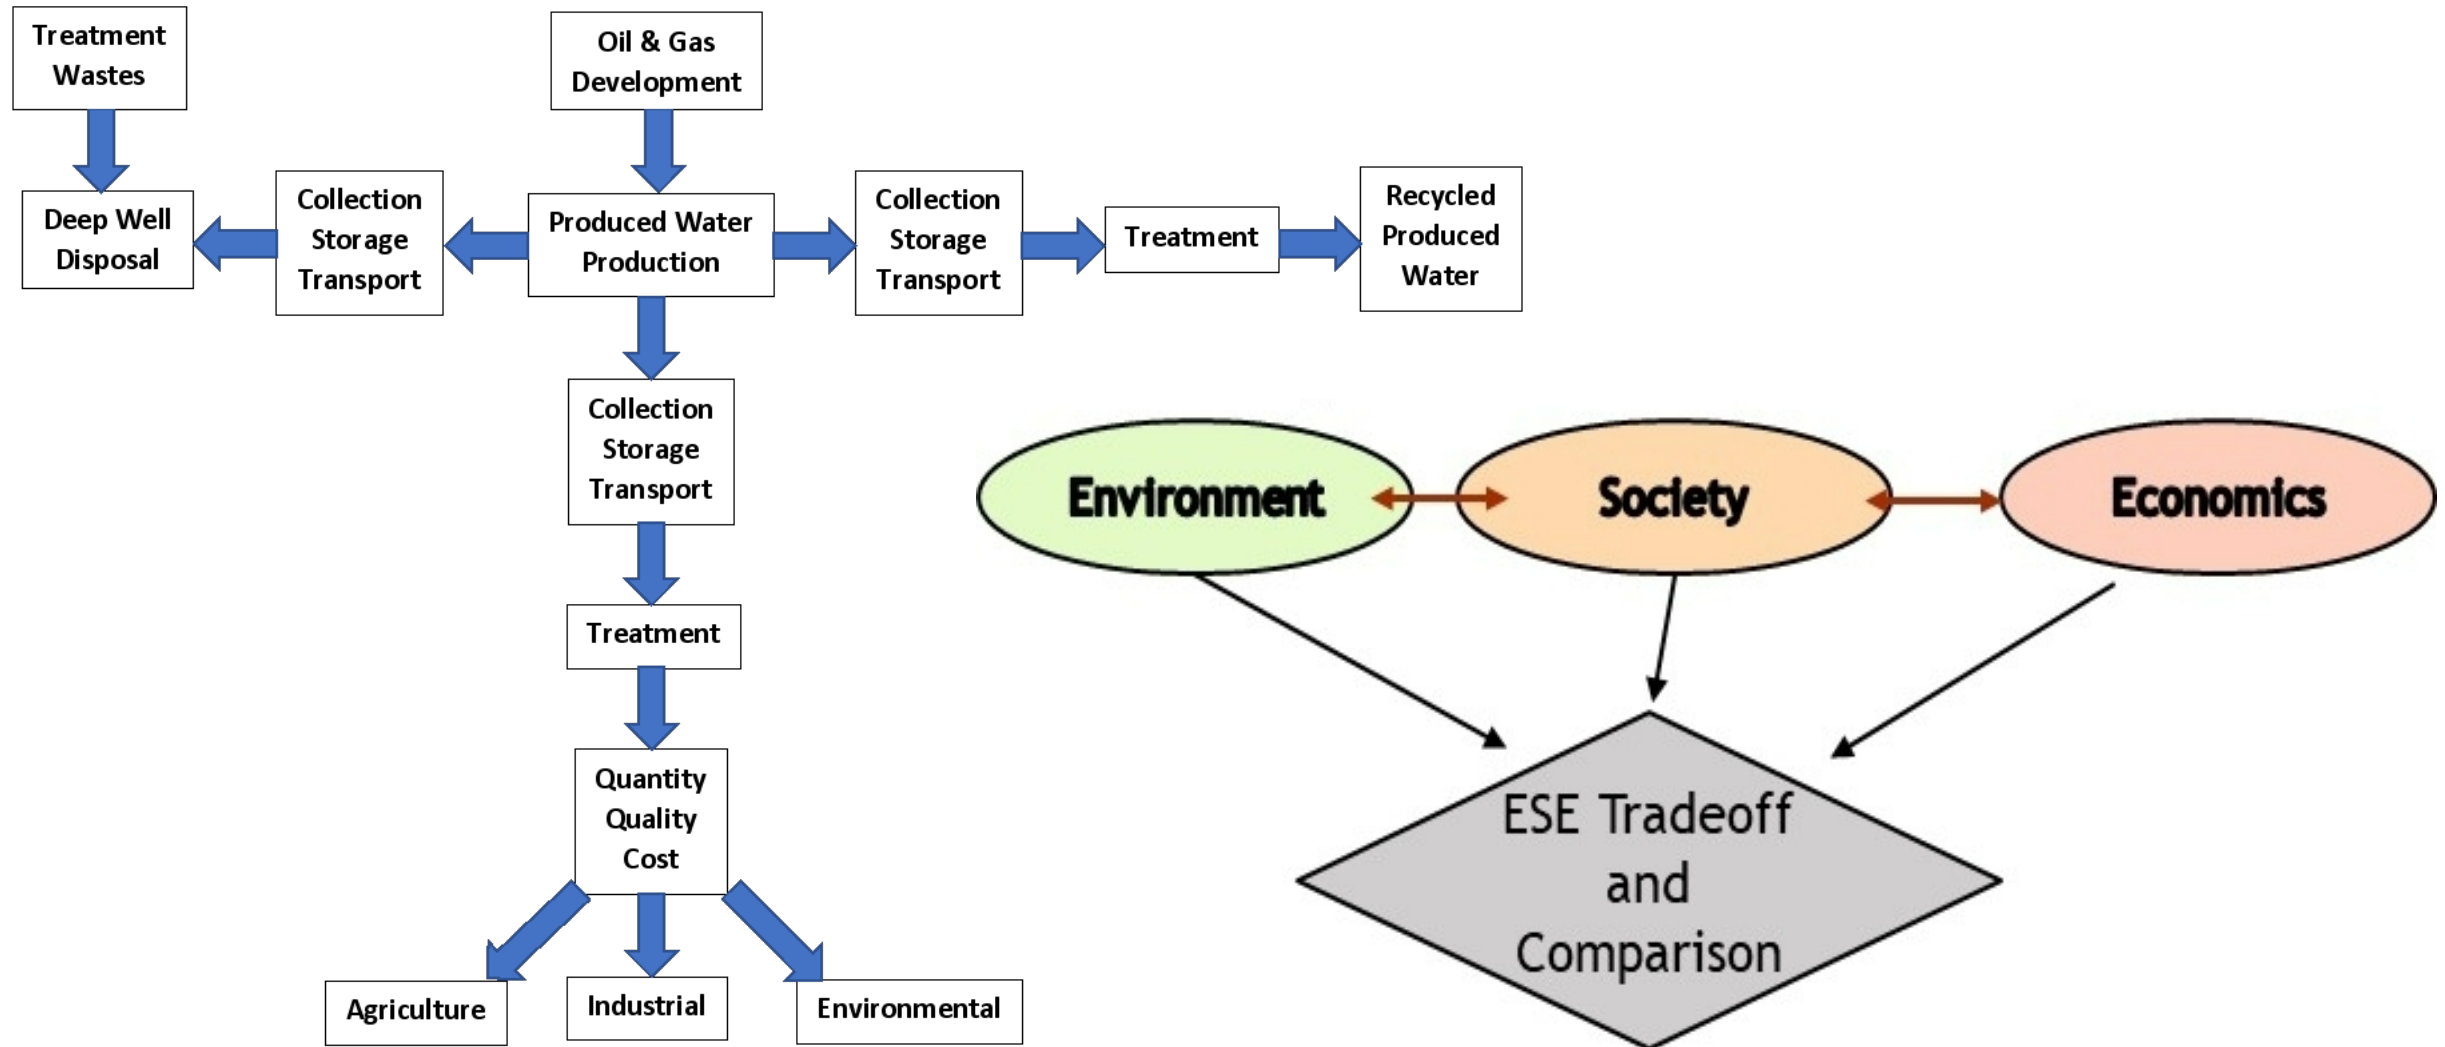 Treatment
Wastes
Oil & Gas
Development
Deep Well
Disposal
Collection
Storage
Transport
Produced Water
Production
Collection
Storage
Transport
Treatment
Recycled
Produced
Water
Collection
Storage
Transport
Treatment
Quantity
Quality
Cost
Agriculture
Industrial
Environmental
Environment
Society
Economics
ESE Tradeoff
and
Comparison